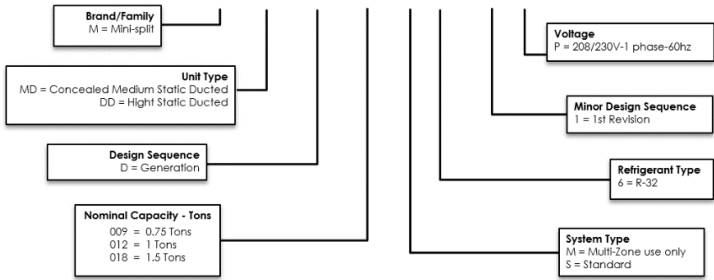 Brand/Family
M = Mini-split
Unit Type
MD = Concealed Medium Static Ducted
DD = Hight Static Ducted
Design Sequence
D = Generation
Nominal Capacity - Tons
009 = 0.75 Tons
012 = 1 Tons
018 = 1.5 Tons
Voltage
P = 208/230V-1 phase-60hz
Minor Design Sequence
1 = 1st Revision
Refrigerant Type
6 = R-32
System Type
M = Multi-Zone use only
S = Standard